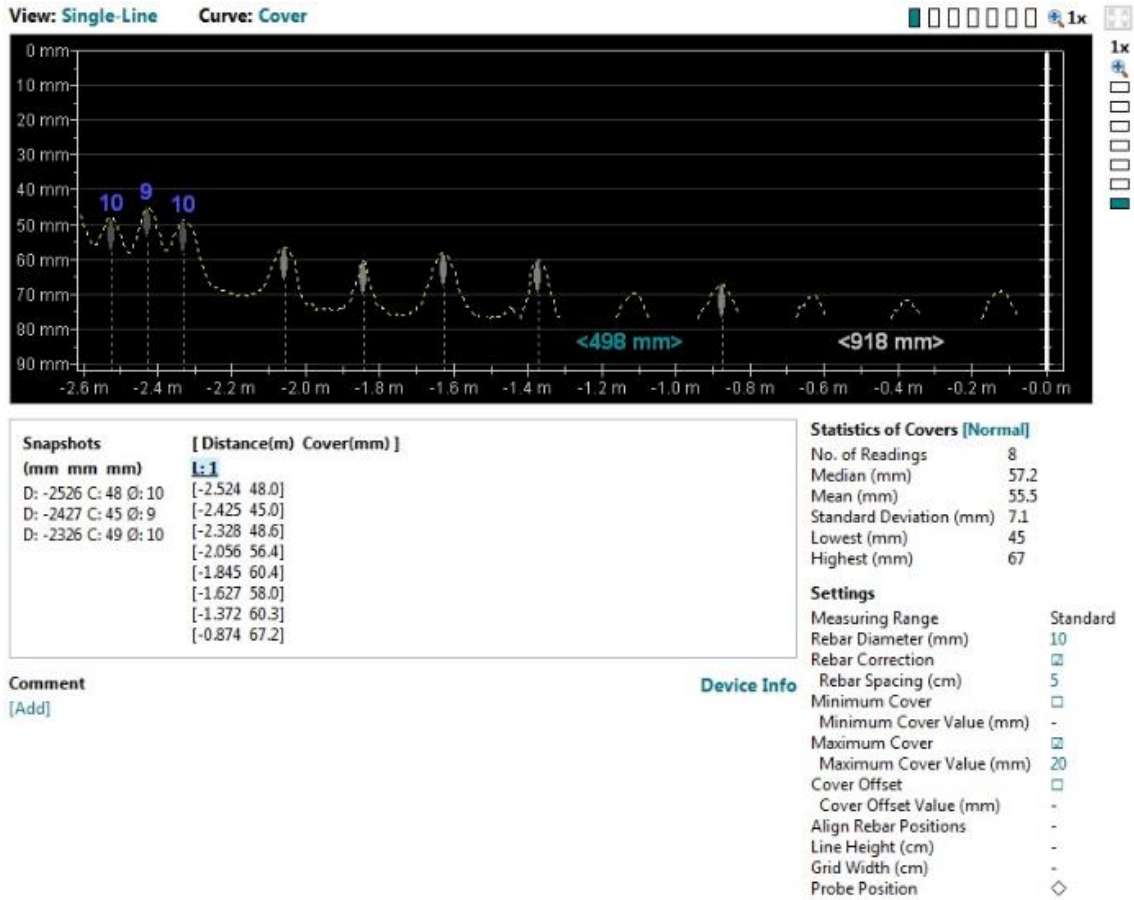 View: Single-Line Curve: Cover 1x
1x
0 mm
10 mm
20 mm
30 mm
40 mm
50 mm
60 mm
70 mm
80 mm
90 mm
10 9 10
<498 mm> <918 mm>
-2.6 m -2.4 m -2.2 m -2.0 m -1.8 m -1.6 m -1.4 m -1.2 m -1.0 m -0.8 m -0.6 m -0.4 m -0.2 m -0.0 m
Snapshots
(mm mm mm)
D: -2526 C: 48 Ø: 10
D: -2427 C: 45 Ø: 9
D: -2326 C: 49 Ø: 10
[ Distance(m) Cover(mm) ]
L: 1
[-2.524 48.0]
[-2.425 45.0]
[-2.328 48.6]
[-2.056 56.4]
[-1.845 60.4]
[-1.627 58.0]
[-1.372 60.3]
[-0.874 67.2]
Comment
[Add]
Device Info
Statistics of Covers [Normal]
No. of Readings 8
Median (mm) 57.2
Mean (mm) 55.5
Standard Deviation (mm) 7.1
Lowest (mm) 45
Highest (mm) 67
Settings
Measuring Range Standard
Rebar Diameter (mm) 10
Rebar Correction ☑
Rebar Spacing (cm) 5
Minimum Cover ☐
Minimum Cover Value (mm) -
Maximum Cover ☑
Maximum Cover Value (mm) 20
Cover Offset ☐
Cover Offset Value (mm) -
Align Rebar Positions -
Line Height (cm) -
Grid Width (cm) -
Probe Position ◇